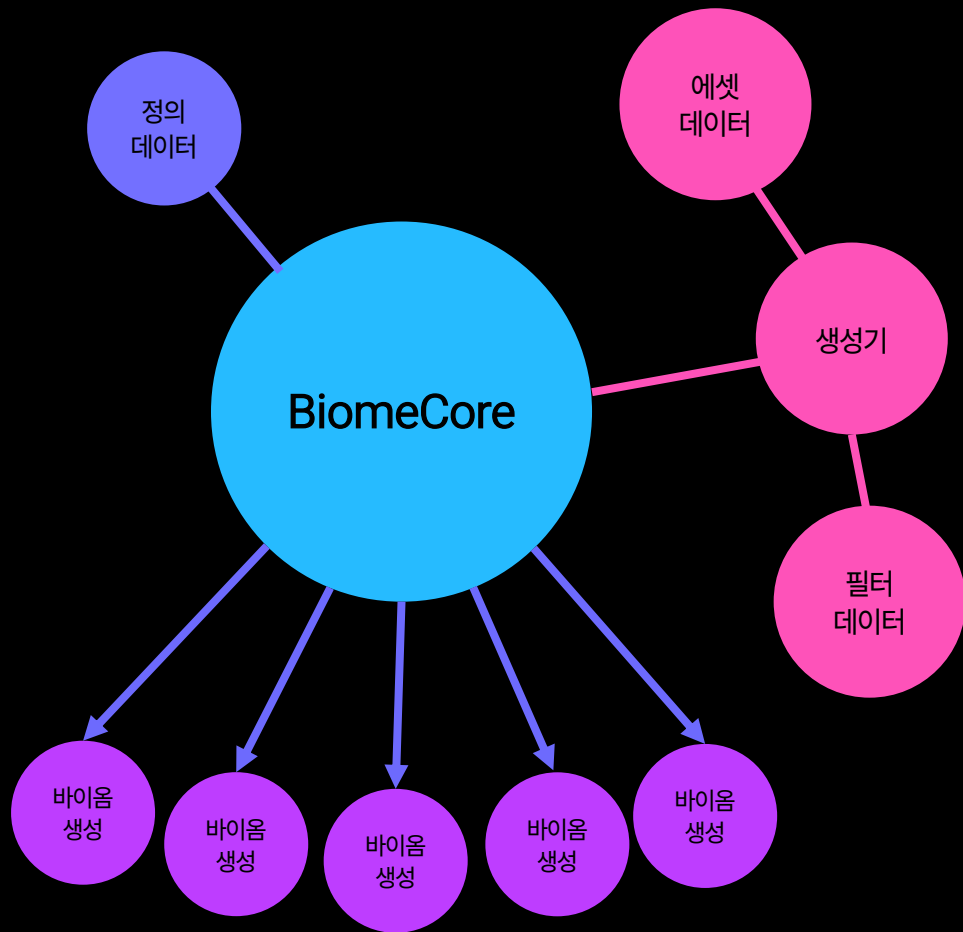 정의
데이터
에셋
데이터
생성기
BiomeCore
필터
데이터
바이옴
생성
바이옴
생성
바이옴
생성
바이옴
생성
바이옴
생성